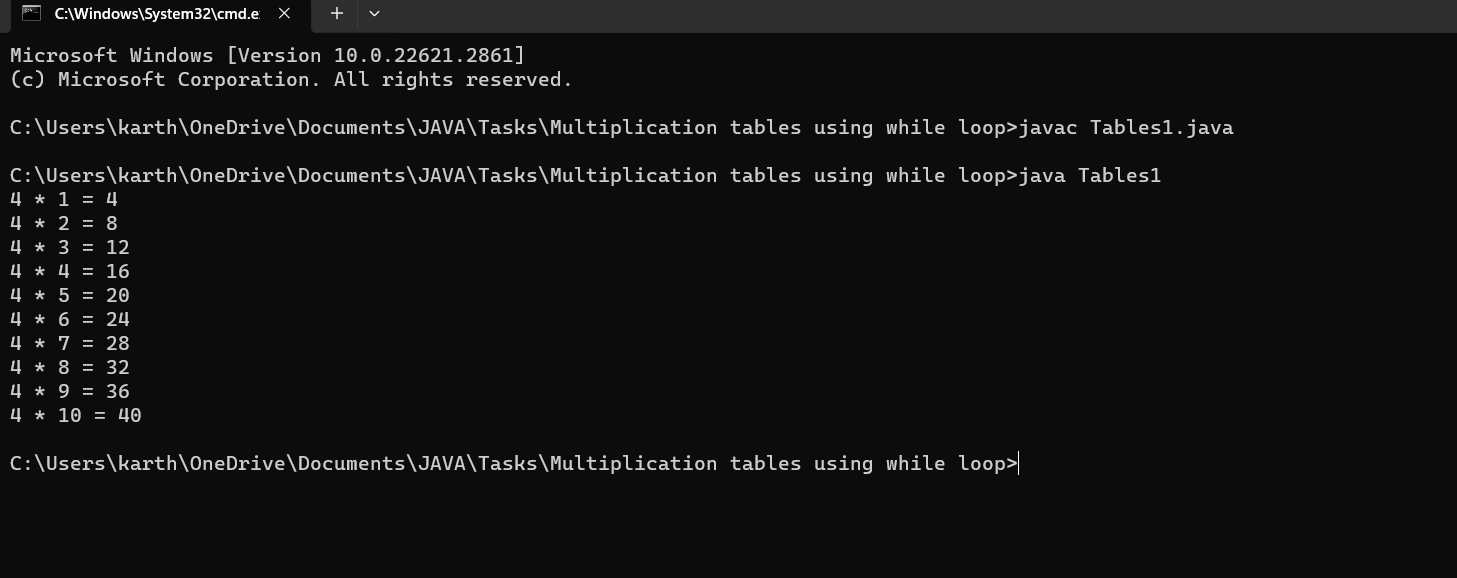 C:\Windows\System32\cmd.e
Microsoft Windows [Version 10.0.22621.2861]
(c) Microsoft Corporation. All rights reserved.
C:\Users\karth\OneDrive\Documents\JAVA\Tasks\Multiplication tables using while loop>javac Tables1.java
C:\Users\karth\OneDrive\Documents\JAVA\Tasks\Multiplication tables using while loop>java Tables1
4 * 1 = 4
4 * 2 = 8
4 * 3 = 12
4 * 4 = 16
4 * 5 = 20
4 * 6 = 24
4 * 7 = 28
4 * 8 = 32
4 * 9 = 36
4 * 10 = 40
C:\Users\karth\OneDrive\Documents\JAVA\Tasks\Multiplication tables using while loop>